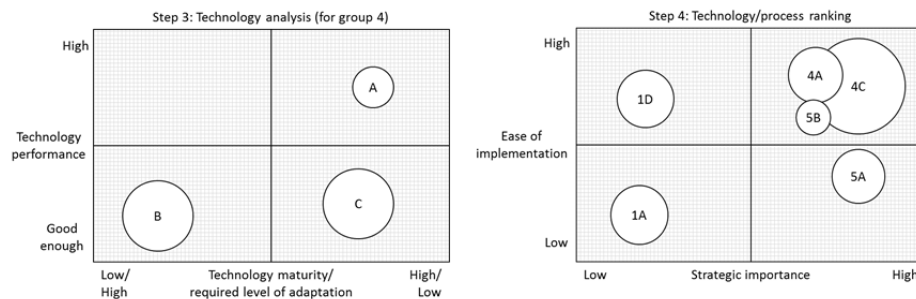 Step 3: Technology analysis (for group 4)
High
Technology
performance
Good
enough
A
B
C
Low/
High
Technology maturity/
required level of adaptation
High/
Low
Step 4: Technology/process ranking
High
Ease of
implementation
Low
1D
4A
4C
5B
5A
1A
Low
Strategic importance
High